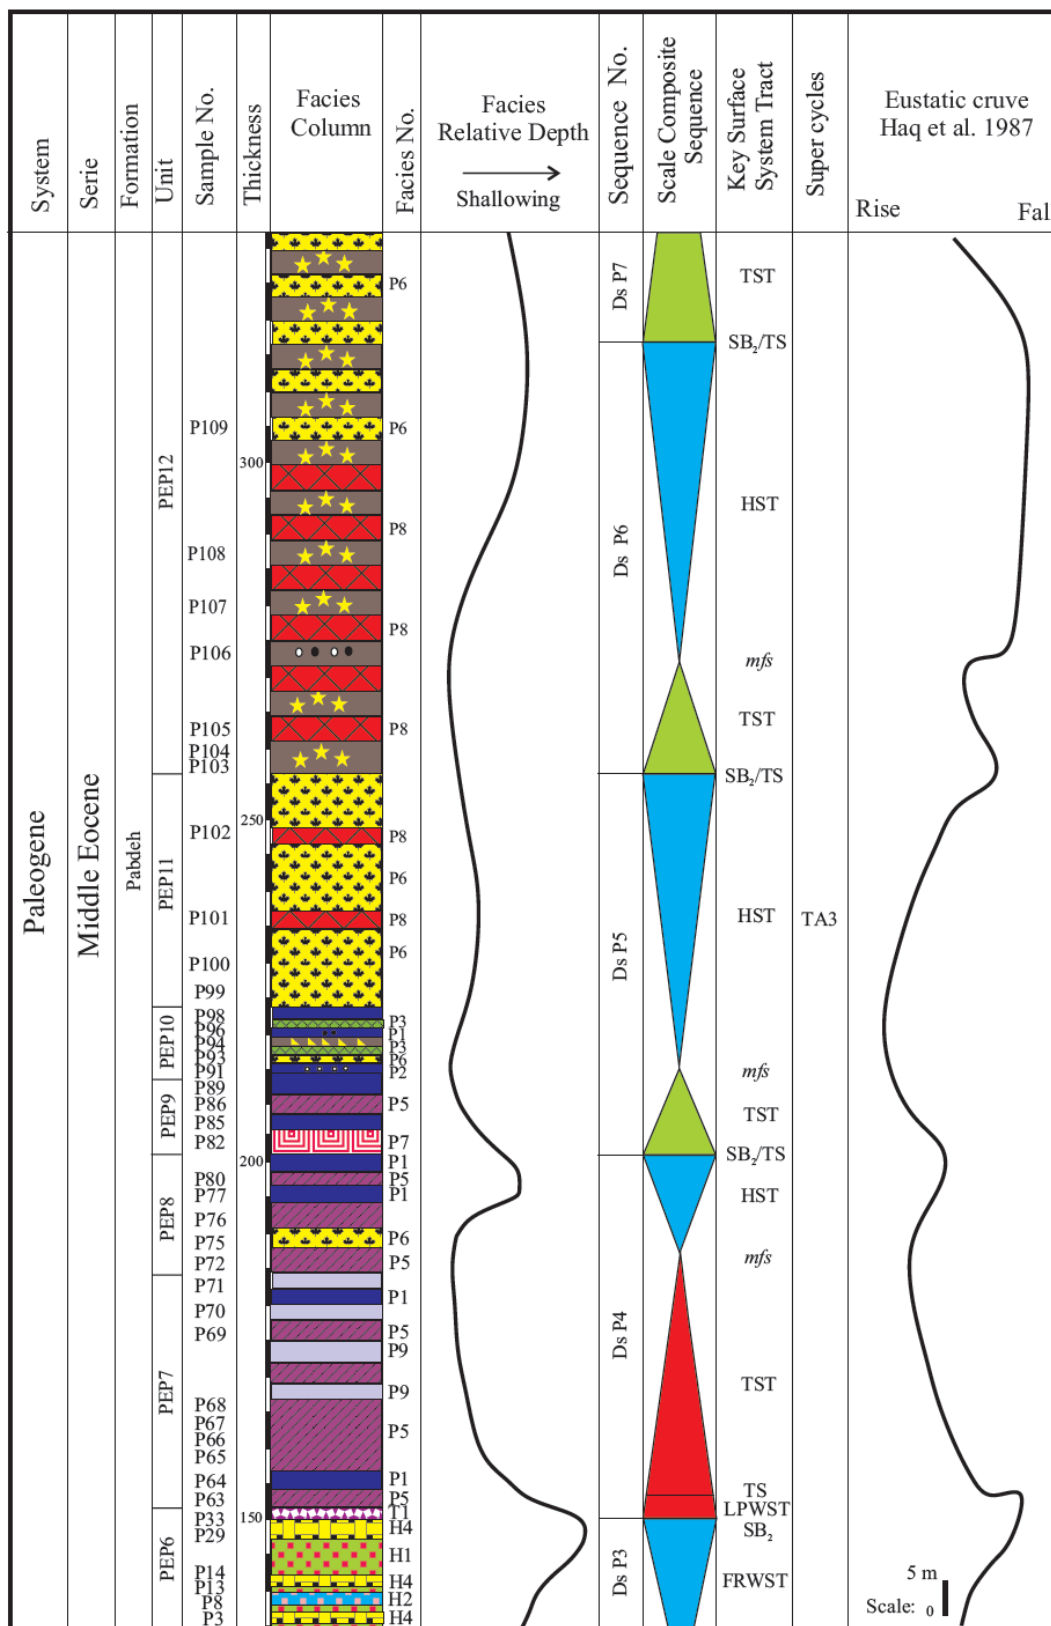 System
Serie
Formation
Unit
Sample No.
Thickness
Facies
Column
Facies No.
Facies
Relative Depth
Shallowing
Sequence No.
Scale Composite
Sequence
Key Surface
System Tract
Super cycles
Eustatic cruve
Haq et al. 1987
Rise
Fall
Paleogene
Middle Eocene
Pabdeh
PEP12
PEP11
PEP10
PEP9
PEP8
PEP7
PEP6
P109
P108
P107
P106
P105
P104
P103
P102
P101
P100
P99
P98
P96
P94
P93
P91
P89
P86
P85
P82
P80
P77
P76
P75
P72
P71
P70
P69
P68
P67
P66
P65
P64
P63
P33
P29
P14
P13
P8
P3
300
250
200
150
P6
P6
P8
P8
P8
P8
P6
P8
P6
P3
P1
P3
P6
P2
P5
P7
P1
P5
P1
P6
P5
P1
P5
P9
P9
P5
P1
P5
T1
H4
H1
H4
H2
H4
Ds P7
Ds P6
Ds P5
Ds P4
Ds P3
TST
SB2/TS
HST
mfs
TST
SB2/TS
HST
mfs
TST
SB2/TS
HST
mfs
TST
TS
LPWST
SB2
FRWST
TA3
5 m
Scale: 0